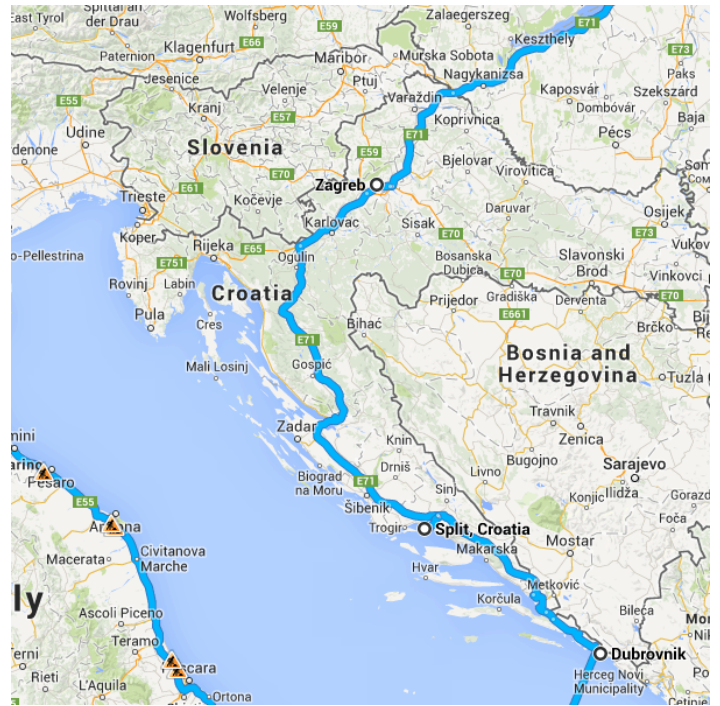 Spittal an
der Drau
East Tyrol
Wolfsberg
E66
E59
Zalaegerszeg
E71
Keszthely
Klagenfurt
Maribor
Murska Sobota
E73
Paternion
Jesenice
Velenje
Ptuj
Nagykanizsa
Paks
E55
Kranj
Varaždin
Kaposvár
Szekszárd
Udine
E57
Koprivnica
Dombóvár
Slovenia
E71
Pécs
Baja
denone
E59
Bjelovar
Virovitica
Zagreb
E70
E61
Kočevje
Trieste
Karlovac
Daruvar
Osijek
Koper
Rijeka
E65
Sisak
E70
E73
o-Pellestrina
E751
Ogulin
Bosanska
Dubica
Slavonski
Brod
Vukov
Vinkovci
E70
Rovinj
Labin
Croatia
Prijedor
Gradiška
Derventa
E70
Pula
Cres
Bihać
E661
Brčko
E71
Mali Losinj
Gospić
Bosnia and
Herzegovina
Tuzla
Travnik
Zadar
Knin
Zenica
mini
Bugojno
Pesaro
Biograd
na Moru
E71
Drniš
Livno
Sarajevo
E55
Šibenik
Sinj
Konjic
Ilidža
Gorazd
Trogir
Split, Croatia
Foča
Macerata
Civitanova
Marche
Makarska
Mostar
Hvar
Metković
ly
Korčula
Bileća
Ascoli Piceno
Teramo
Dubrovnik
Rieti
L'Aquila
Ortona
Herceg Novi
Municipality
Cetinje